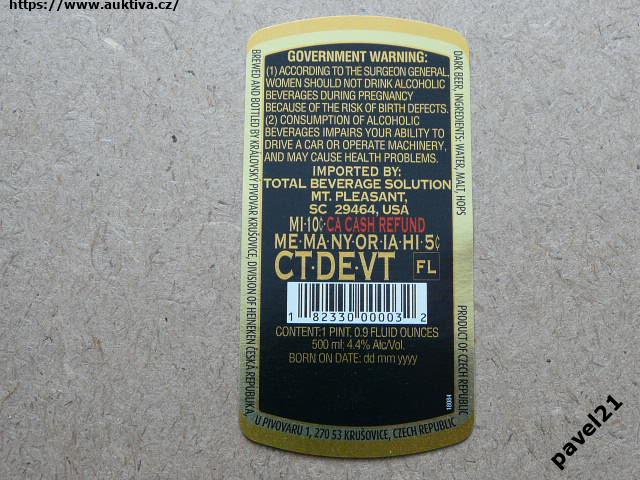 https://www.auktiva.cz/
GOVERNMENT WARNING:
(1) ACCORDING TO THE SURGEON GENERAL,
WOMEN SHOULD NOT DRINK ALCOHOLIC
BEVERAGES DURING PREGNANCY
BECAUSE OF THE RISK OF BIRTH DEFECTS.
(2) CONSUMPTION OF ALCOHOLIC
BEVERAGES IMPAIRS YOUR ABILITY TO
DRIVE A CAR OR OPERATE MACHINERY,
AND MAY CAUSE HEALTH PROBLEMS.
IMPORTED BY:
TOTAL BEVERAGE SOLUTION
MT. PLEASANT,
SC 29464, USA
MI·10¢·CA CASH REFUND
ME·MA·NY·OR·IA·HI·5¢
CT·DE·VT FL
1 82330 00003 2
CONTENT:1 PINT, 0.9 FLUID OUNCES
500 ml; 4.4% Alc/Vol.
BORN ON DATE: dd mm yyyy
BREWED AND BOTTLED BY KRÁLOVSKÝ PIVOVAR KRUŠOVICE, DIVISION OF HEINEKEN ČESKÁ REPUBLIKA,
U PIVOVARU 1, 270 53 KRUŠOVICE, CZECH REPUBLIC
DARK BEER, INGREDIENTS: WATER, MALT, HOPS
PRODUCT OF CZECH REPUBLIC
pavel21